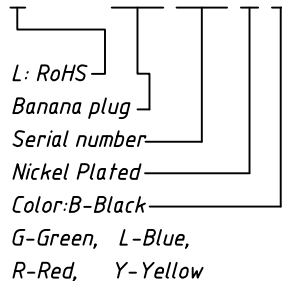 L: RoHS
Banana plug
Serial number
Nickel Plated
Color:B-Black
G-Green, L-Blue,
R-Red, Y-Yellow